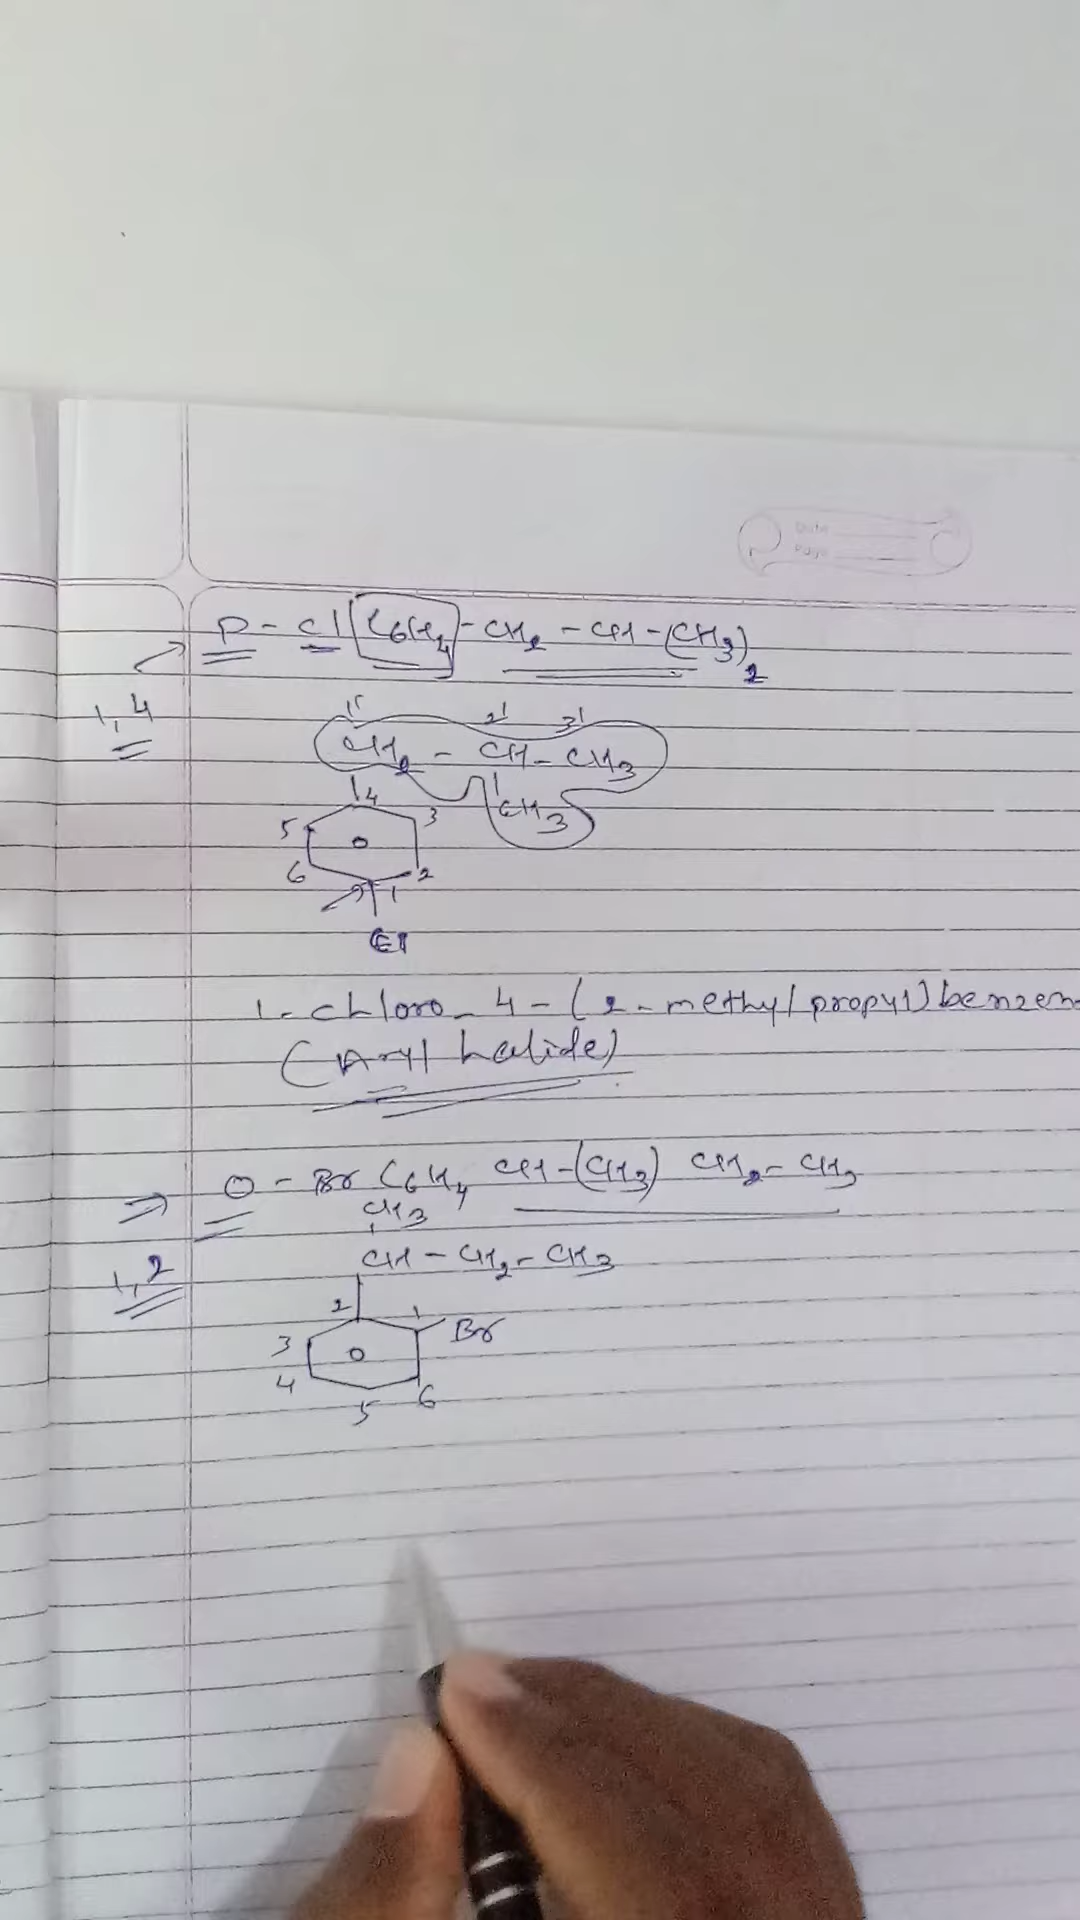 Date
Page
P - Cl C6H4 - CH2 - CH - (CH3)2
1, 4
1' 2' 3'
CH2 - CH - CH3
4 CH3
5 3
6 2
1
Cl
1- chloro - 4 - (2 - methyl propyl) benzen
(Aryl halide)
O - Br C6H4 CH - (CH3) CH2 - CH3
CH3
1, 2 CH - CH2 - CH3
2 1
3 Br
4
5 6